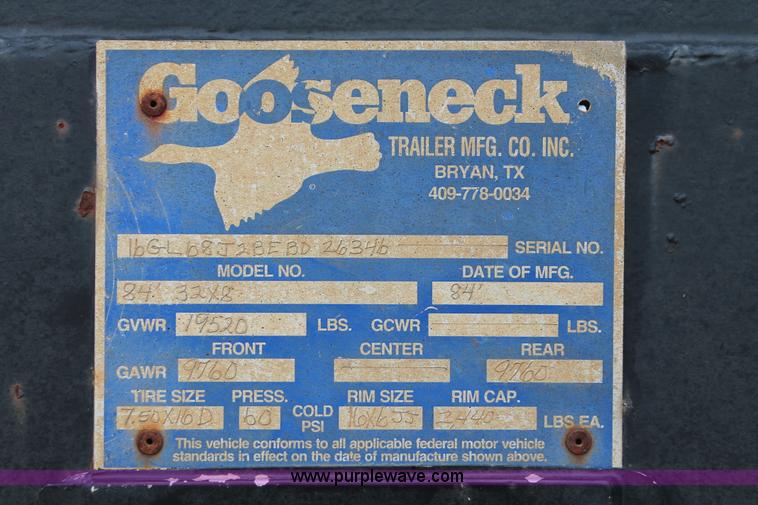 Gooseneck
TRAILER MFG. CO. INC.
BRYAN, TX
409-778-0034
SERIAL NO.
MODEL NO. DATE OF MFG.
84' 32X8 84'
GVWR 19520 LBS. GCWR LBS.
FRONT CENTER REAR
GAWR 9760 9760
TIRE SIZE PRESS. RIM SIZE RIM CAP.
7.50X16D 60 COLD PSI 16X6JJ 2440 LBS EA.
This vehicle conforms to all applicable federal motor vehicle
standards in effect on the date of manufacture shown above.
www.purplewave.com